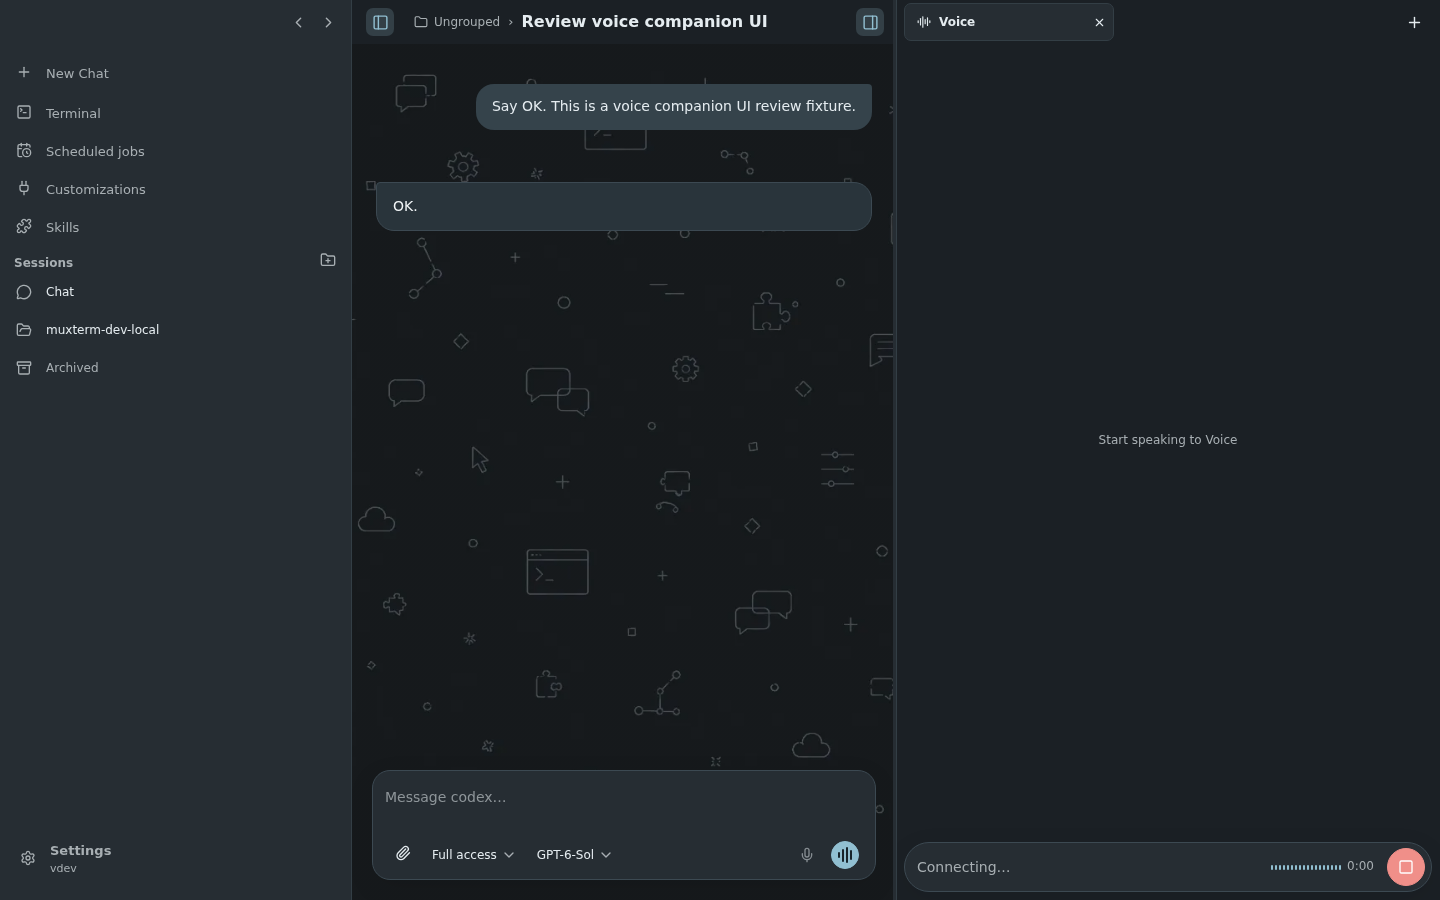 New Chat
Terminal
Scheduled jobs
Customizations
Skills
Sessions
Chat
muxterm-dev-local
Archived
Settings
vdev
Ungrouped › Review voice companion UI
Say OK. This is a voice companion UI review fixture.
OK.
Message codex...
Full access
GPT-6-Sol
Voice
Start speaking to Voice
Connecting...
0:00